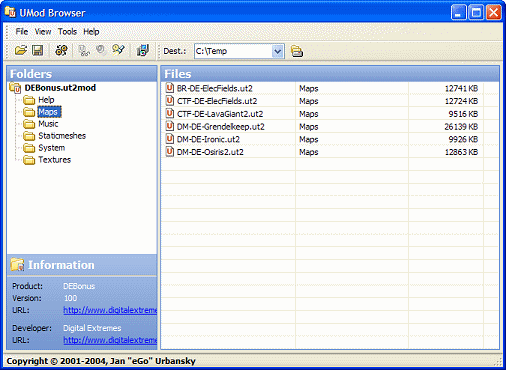 UMod Browser
File View Tools Help
Dest.: C:\Temp
Folders
DEBonus.ut2mod
Help
Maps
Music
Staticmeshes
System
Textures
Files
BR-DE-ElecFields.ut2 Maps 12741 KB
CTF-DE-ElecFields.ut2 Maps 12724 KB
CTF-DE-LavaGiant2.ut2 Maps 9516 KB
DM-DE-Grendelkeep.ut2 Maps 26139 KB
DM-DE-Ironic.ut2 Maps 9926 KB
DM-DE-Osiris2.ut2 Maps 12863 KB
Information
Product: DEBonus
Version: 100
URL: http://www.digitalextreme
Developer: Digital Extremes
URL: http://www.digitalextreme
Copyright © 2001-2004, Jan "eGo" Urbansky